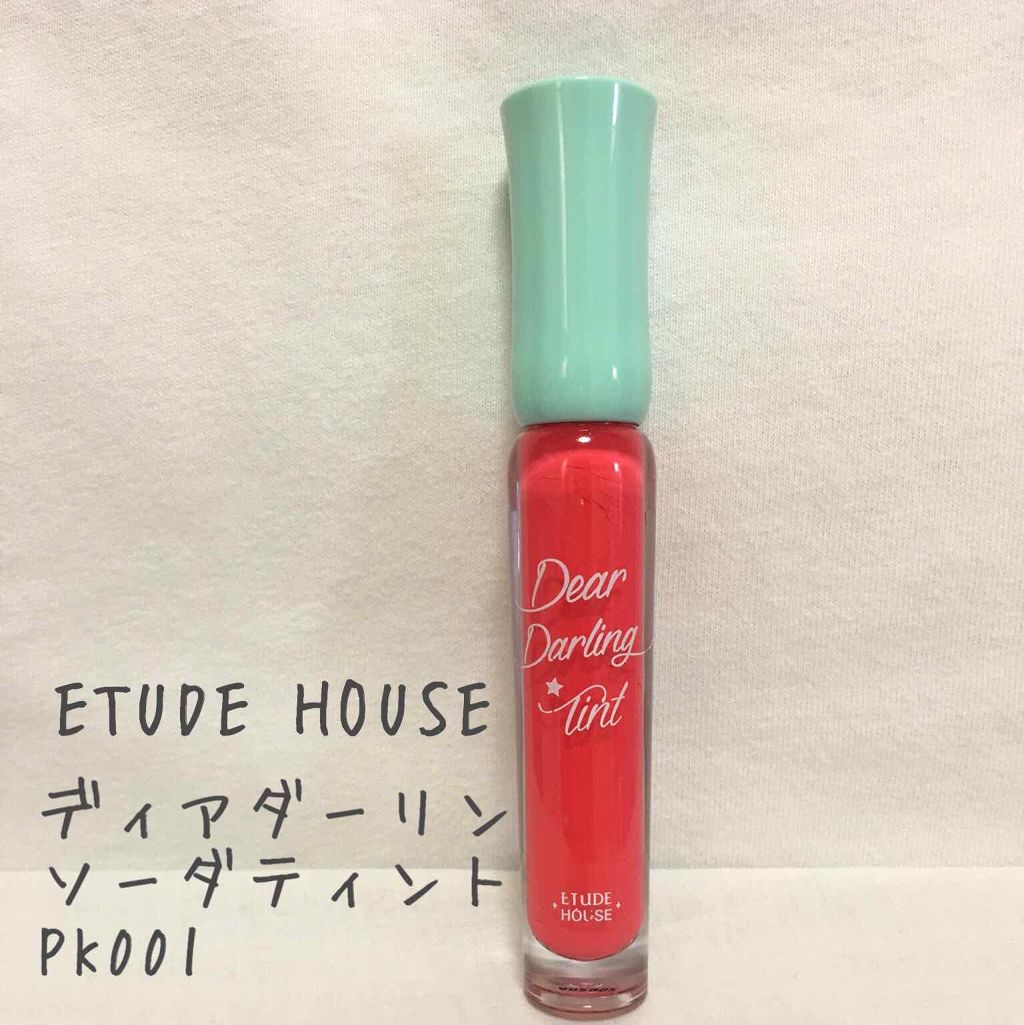 Dear
Darling
Tint
ETUDE
HOUSE
ETUDE HOUSE
ディアダーリン
ソーダティント
PK001